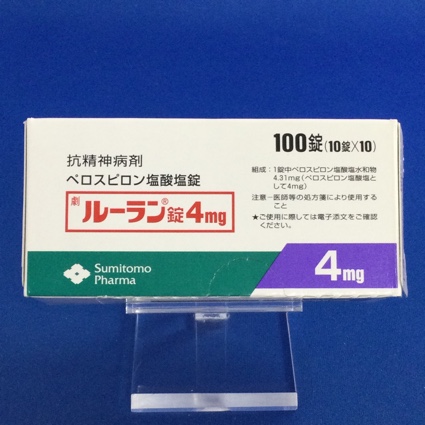 100錠(10錠×10)
抗精神病剤
ペロスピロン塩酸塩錠
劇 ルーラン®錠4mg
組成:1錠中ペロスピロン塩酸塩水和物
4.31mg(ペロスピロン塩酸塩と
して4mg)
注意-医師等の処方箋により使用する
こと
★ご使用に際しては電子添文をご確認
ください。
Sumitomo
Pharma
4mg